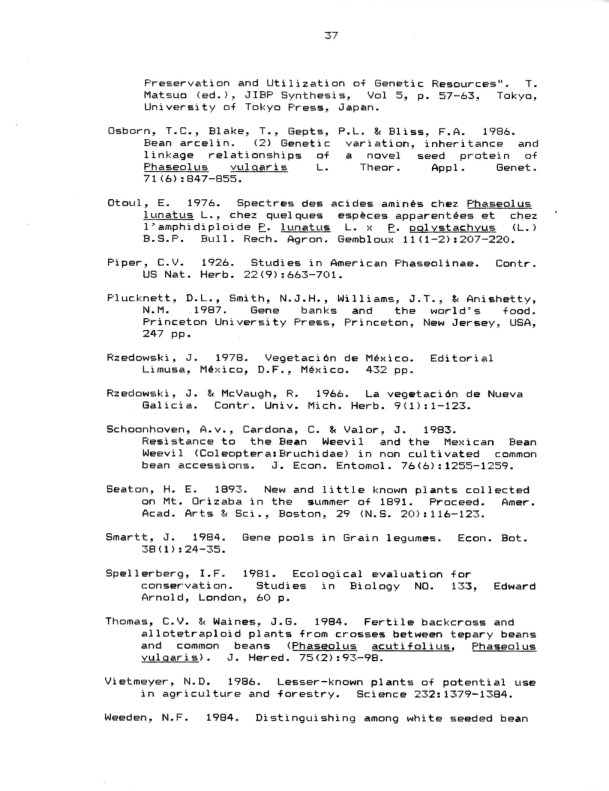 37
Preservation and Utilization of Genetic Resources". T.
Matsuo (ed.), JIBP Synthesis, Vol 5, p. 57-63, Tokyo,
University of Tokyo Press, Japan.
Osborn, T.C., Blake, T., Gepts, P.L. & Bliss, F.A. 1986.
Bean arcelin. (2) Genetic variation, inheritance and
linkage relationships of a novel seed protein of
Phaseolus vulgaris L. Theor. Appl. Genet.
71(6):847-855.
Otoul, E. 1976. Spectres des acides aminés chez Phaseolus
lunatus L., chez quelques espèces apparentées et chez
l'amphidiploide P. lunatus L. x P. polystachyus (L.)
B.S.P. Bull. Rech. Agron. Gembloux 11(1-2):207-220.
Piper, C.V. 1926. Studies in American Phaseolinae. Contr.
US Nat. Herb. 22(9):663-701.
Plucknett, D.L., Smith, N.J.H., Williams, J.T., & Anishetty,
N.M. 1987. Gene banks and the world's food.
Princeton University Press, Princeton, New Jersey, USA,
247 pp.
Rzedowski, J. 1978. Vegetación de México. Editorial
Limusa, México, D.F., México. 432 pp.
Rzedowski, J. & McVaugh, R. 1966. La vegetación de Nueva
Galicia. Contr. Univ. Mich. Herb. 9(1):1-123.
Schoonhoven, A.v., Cardona, C. & Valor, J. 1983.
Resistance to the Bean Weevil and the Mexican Bean
Weevil (Coleoptera:Bruchidae) in non cultivated common
bean accessions. J. Econ. Entomol. 76(6):1255-1259.
Seaton, H. E. 1893. New and little known plants collected
on Mt. Orizaba in the summer of 1891. Proceed. Amer.
Acad. Arts & Sci., Boston, 29 (N.S. 20):116-123.
Smartt, J. 1984. Gene pools in Grain legumes. Econ. Bot.
38(1):24-35.
Spellerberg, I.F. 1981. Ecological evaluation for
conservation. Studies in Biology NO. 133, Edward
Arnold, London, 60 p.
Thomas, C.V. & Waines, J.G. 1984. Fertile backcross and
allotetraploid plants from crosses between tepary beans
and common beans (Phaseolus acutifolius, Phaseolus
vulgaris). J. Hered. 75(2):93-98.
Vietmeyer, N.D. 1986. Lesser-known plants of potential use
in agriculture and forestry. Science 232:1379-1384.
Weeden, N.F. 1984. Distinguishing among white seeded bean